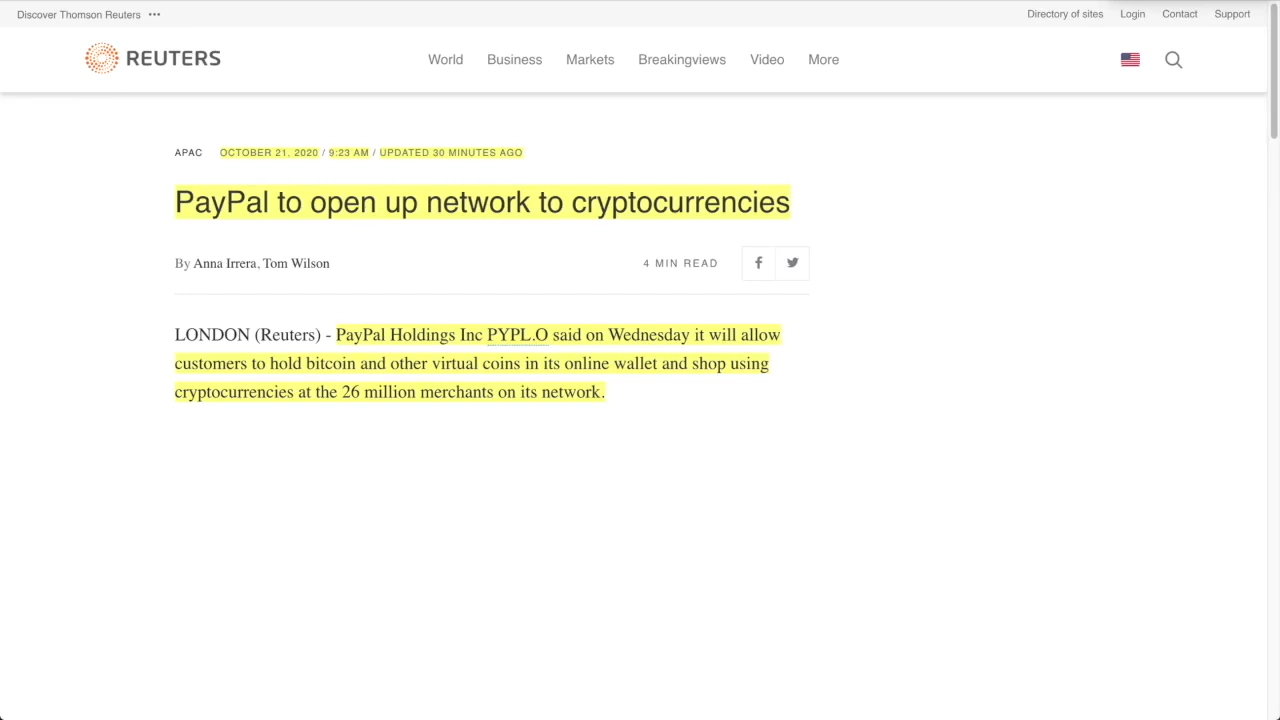 Discover Thomson Reuters ••• Directory of sites Login Contact Support
REUTERS World Business Markets Breakingviews Video More
APAC OCTOBER 21, 2020 / 9:23 AM / UPDATED 30 MINUTES AGO
PayPal to open up network to cryptocurrencies
By Anna Irrera, Tom Wilson 4 MIN READ
LONDON (Reuters) - PayPal Holdings Inc PYPL.O said on Wednesday it will allow
customers to hold bitcoin and other virtual coins in its online wallet and shop using
cryptocurrencies at the 26 million merchants on its network.